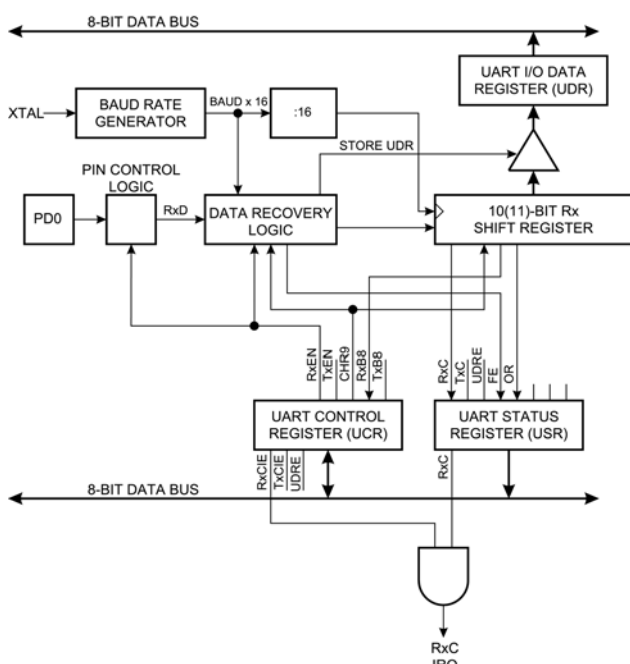 8-BIT DATA BUS
UART I/O DATA
REGISTER (UDR)
XTAL
BAUD RATE
GENERATOR
BAUD x 16
:16
STORE UDR
PIN CONTROL
LOGIC
PD0
RxD
DATA RECOVERY
LOGIC
10(11)-BIT Rx
SHIFT REGISTER
RxEN
TxEN
CHR9
RxB8
TxB8
RxC
TxC
UDRE
FE
OR
UART CONTROL
REGISTER (UCR)
UART STATUS
REGISTER (USR)
RxCIE
TxCIE
UDRE
RxC
8-BIT DATA BUS
RxC
IRQ